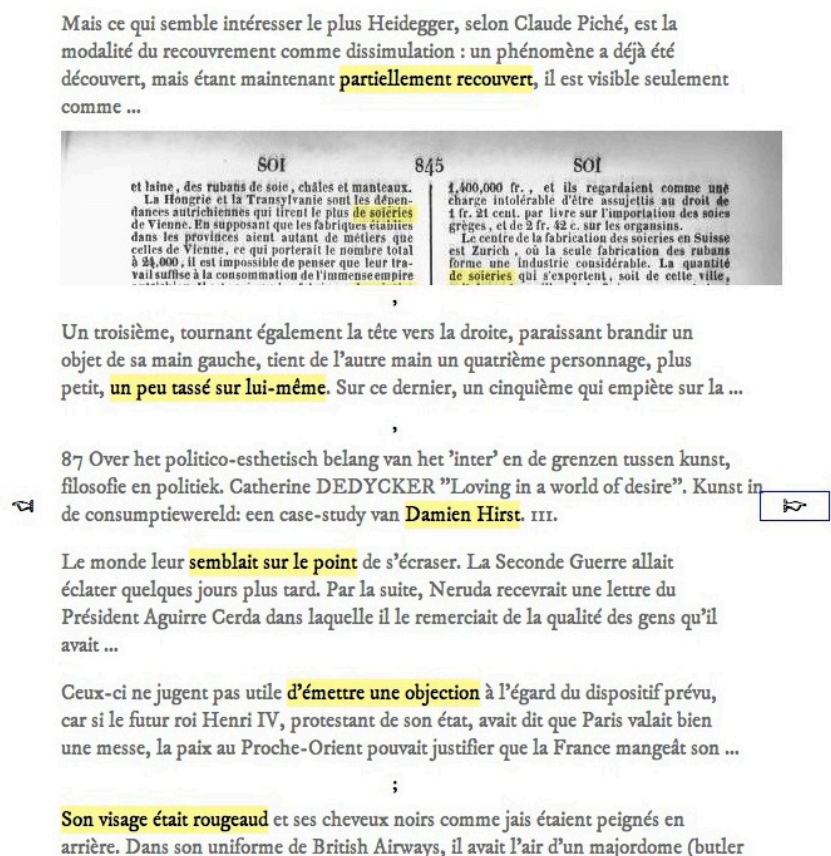 Mais ce qui semble intéresser le plus Heidegger, selon Claude Piché, est la
modalité du recouvrement comme dissimulation : un phénomène a déjà été
découvert, mais étant maintenant partiellement recouvert, il est visible seulement
comme ...
SOI 845 SOI
et laine, des rubans de soie, châles et manteaux.
La Hongrie et la Transylvanie sont les dépen-
dances autrichiennes qui tirent le plus de soieries
de Vienne. En supposant que les fabriques établies
dans les provinces aient autant de métiers que
celles de Vienne, ce qui porterait le nombre total
à 24,000, il est impossible de penser que leur tra-
vail suffise à la consommation de l'immense empire
1,400,000 fr., et ils regardaient comme une
charge intolérable d'être assujettis au droit de
1 fr. 21 cent. par livre sur l'importation des soies
grèges, et de 2 fr. 42 c. sur les organsins.
Le centre de la fabrication des soieries en Suisse
est Zurich, où la seule fabrication des rubans
forme une industrie considérable. La quantité
de soieries qui s'exportent, soit de cette ville,
,
Un troisième, tournant également la tête vers la droite, paraissant brandir un
objet de sa main gauche, tient de l'autre main un quatrième personnage, plus
petit, un peu tassé sur lui-même. Sur ce dernier, un cinquième qui empiète sur la ...
,
87 Over het politico-esthetisch belang van het 'inter' en de grenzen tussen kunst,
filosofie en politiek. Catherine DEDYCKER "Loving in a world of desire". Kunst in
de consumptiewereld: een case-study van Damien Hirst. 111.
Le monde leur semblait sur le point de s'écraser. La Seconde Guerre allait
éclater quelques jours plus tard. Par la suite, Neruda recevrait une lettre du
Président Aguirre Cerda dans laquelle il le remerciait de la qualité des gens qu'il
avait ...
Ceux-ci ne jugent pas utile d'émettre une objection à l'égard du dispositif prévu,
car si le futur roi Henri IV, protestant de son état, avait dit que Paris valait bien
une messe, la paix au Proche-Orient pouvait justifier que la France mangeât son ...
;
Son visage était rougeaud et ses cheveux noirs comme jais étaient peignés en
arrière. Dans son uniforme de British Airways, il avait l'air d'un majordome (butler